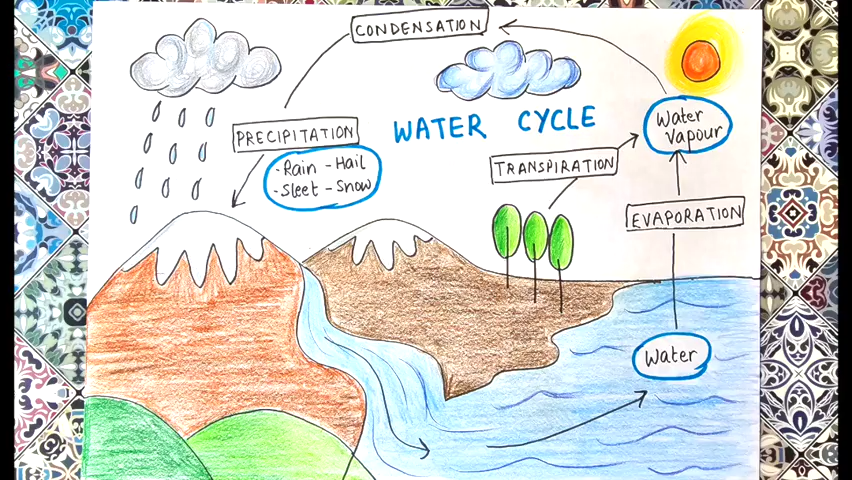 CONDENSATION
WATER CYCLE
Water
Vapour
PRECIPITATION
- Rain - Hail
- Sleet - Snow
TRANSPIRATION
EVAPORATION
Water